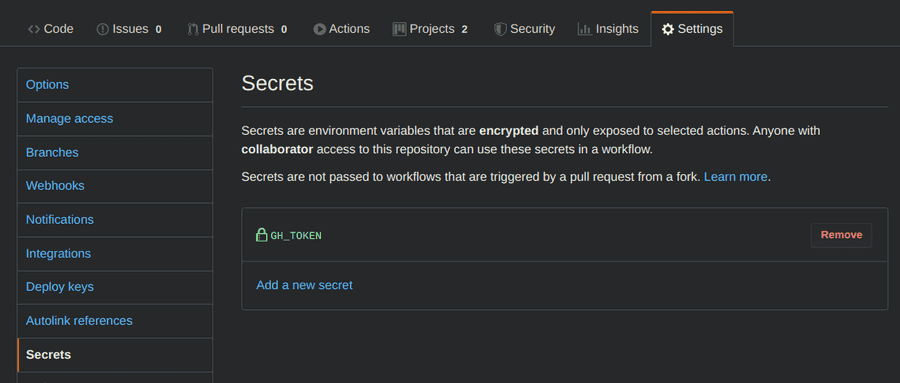 Code Issues 0 Pull requests 0 Actions Projects 2 Security Insights Settings
Options
Manage access
Branches
Webhooks
Notifications
Integrations
Deploy keys
Autolink references
Secrets
Secrets
Secrets are environment variables that are encrypted and only exposed to selected actions. Anyone with
collaborator access to this repository can use these secrets in a workflow.
Secrets are not passed to workflows that are triggered by a pull request from a fork. Learn more.
GH_TOKEN Remove
Add a new secret